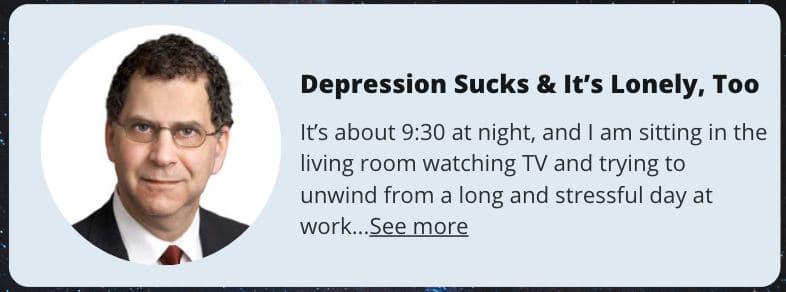 Depression Sucks & It’s Lonely, Too
It’s about 9:30 at night, and I am sitting in the
living room watching TV and trying to
unwind from a long and stressful day at
work...See more